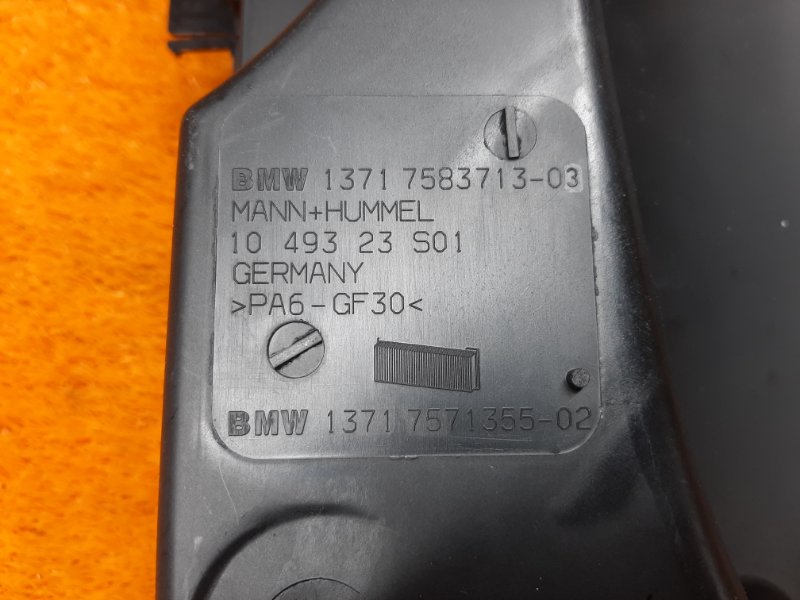 BMW 1371 7583713-03
MANN+HUMMEL
10 493 23 S01
GERMANY
>PA6-GF30<
BMW 1371 7571355-02